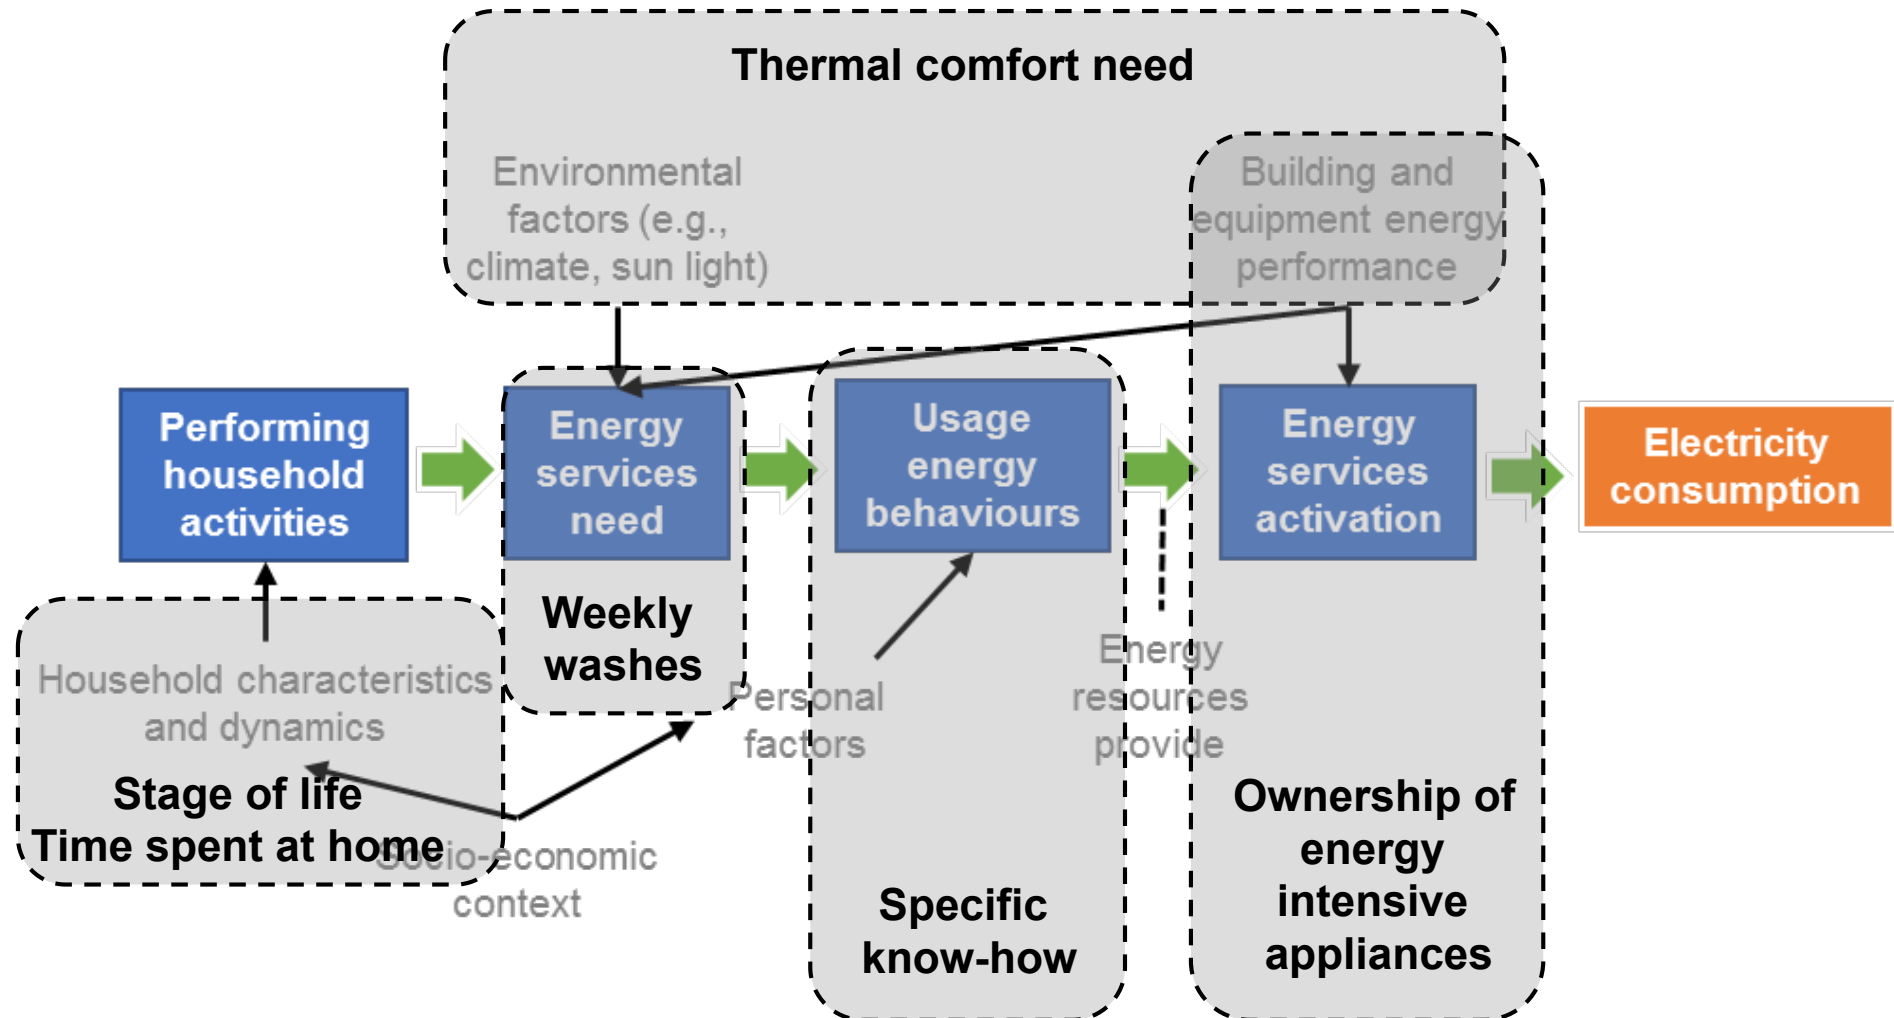 Thermal comfort need
Environmental
factors (e.g.,
climate, sun light)
Building and
equipment energy
performance
Performing
household
activities
Energy
services
need
Usage
energy
behaviours
Energy
services
activation
Electricity
consumption
Weekly
washes
Household characteristics
and dynamics
Stage of life
Time spent at home
Socio-economic
context
Personal
factors
Energy
resources
provide
Specific
know-how
Ownership of
energy
intensive
appliances